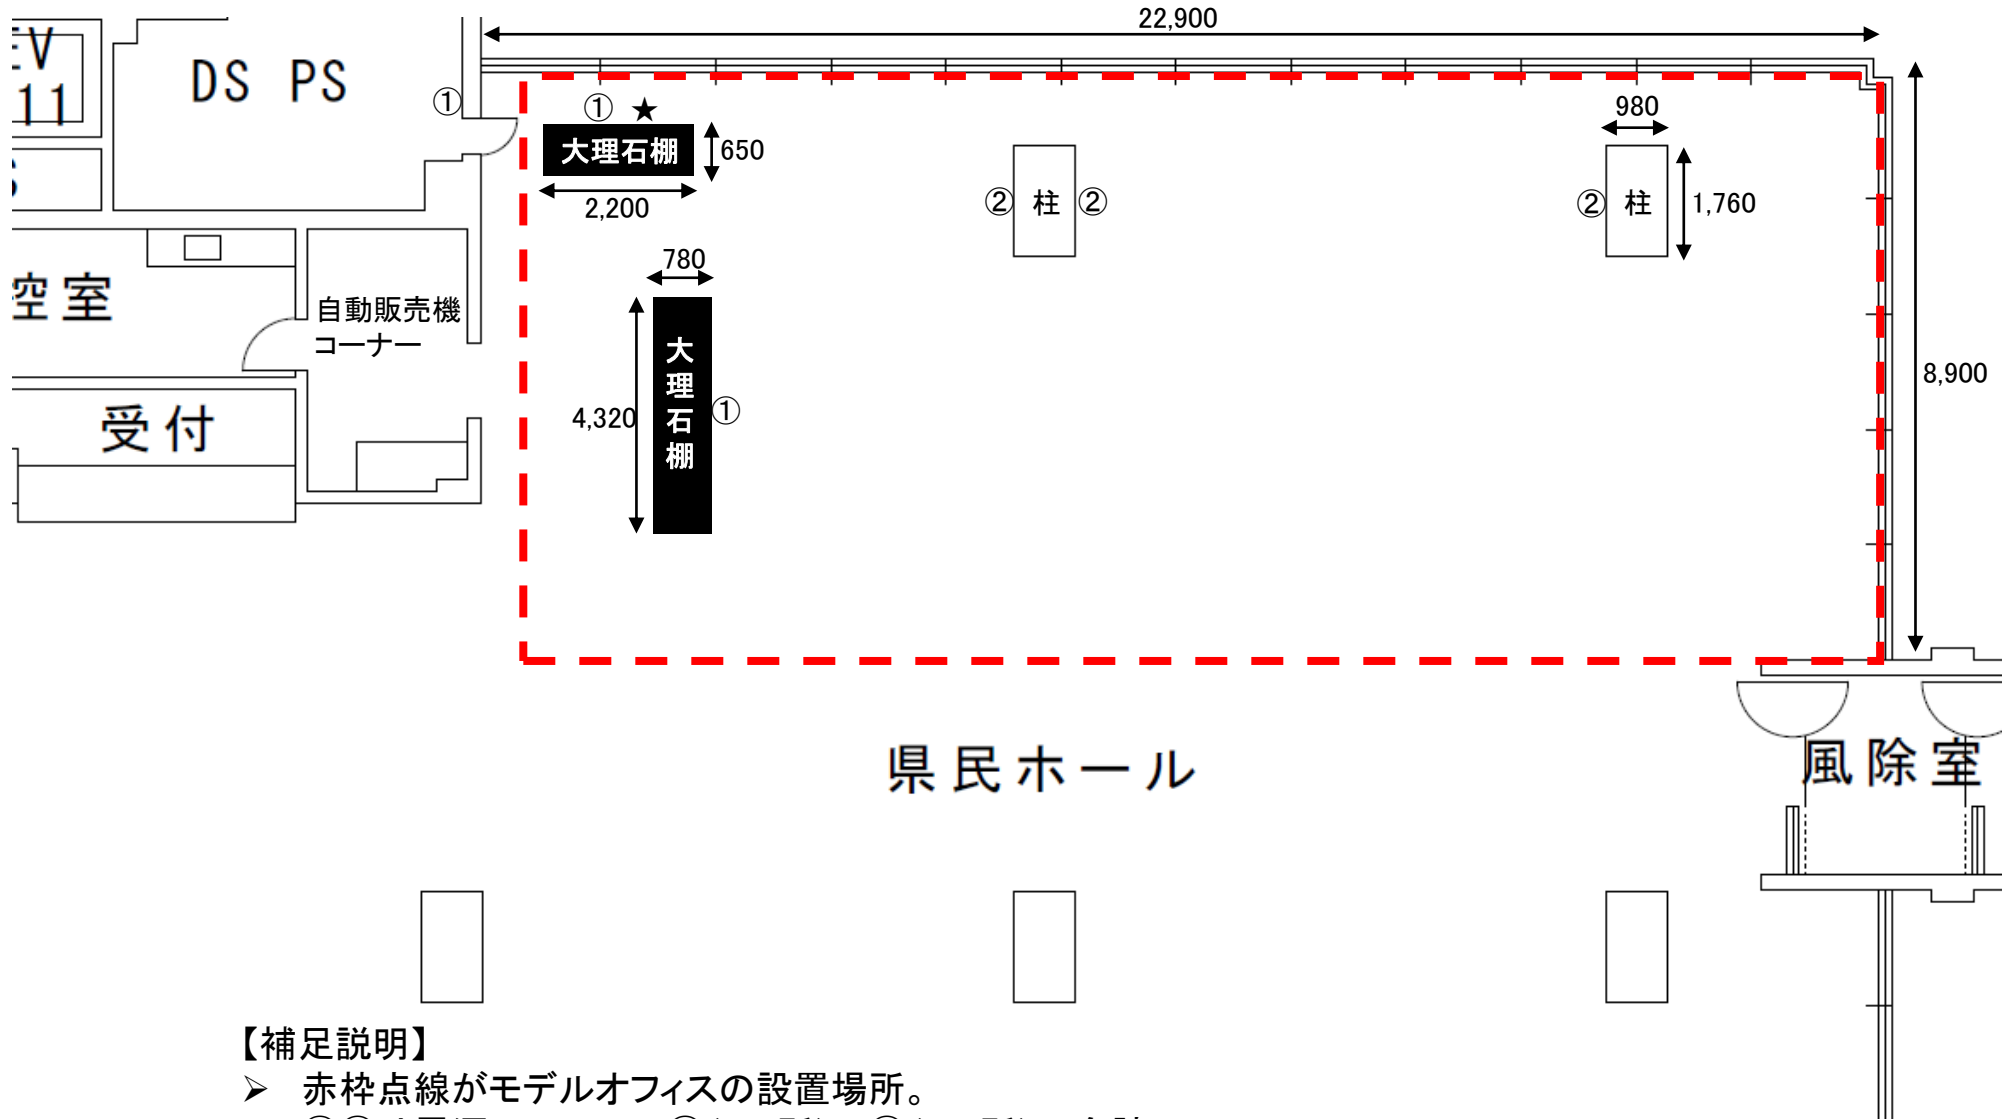 22,900
EV
11
DS PS
①
① ★
大理石棚
650
2,200
980
② 柱 ②
② 柱
1,760
780
控室
自動販売機
コーナー
大理石棚
4,320
①
8,900
受付
県民ホール
風除室
【補足説明】
➢ 赤枠点線がモデルオフィスの設置場所。